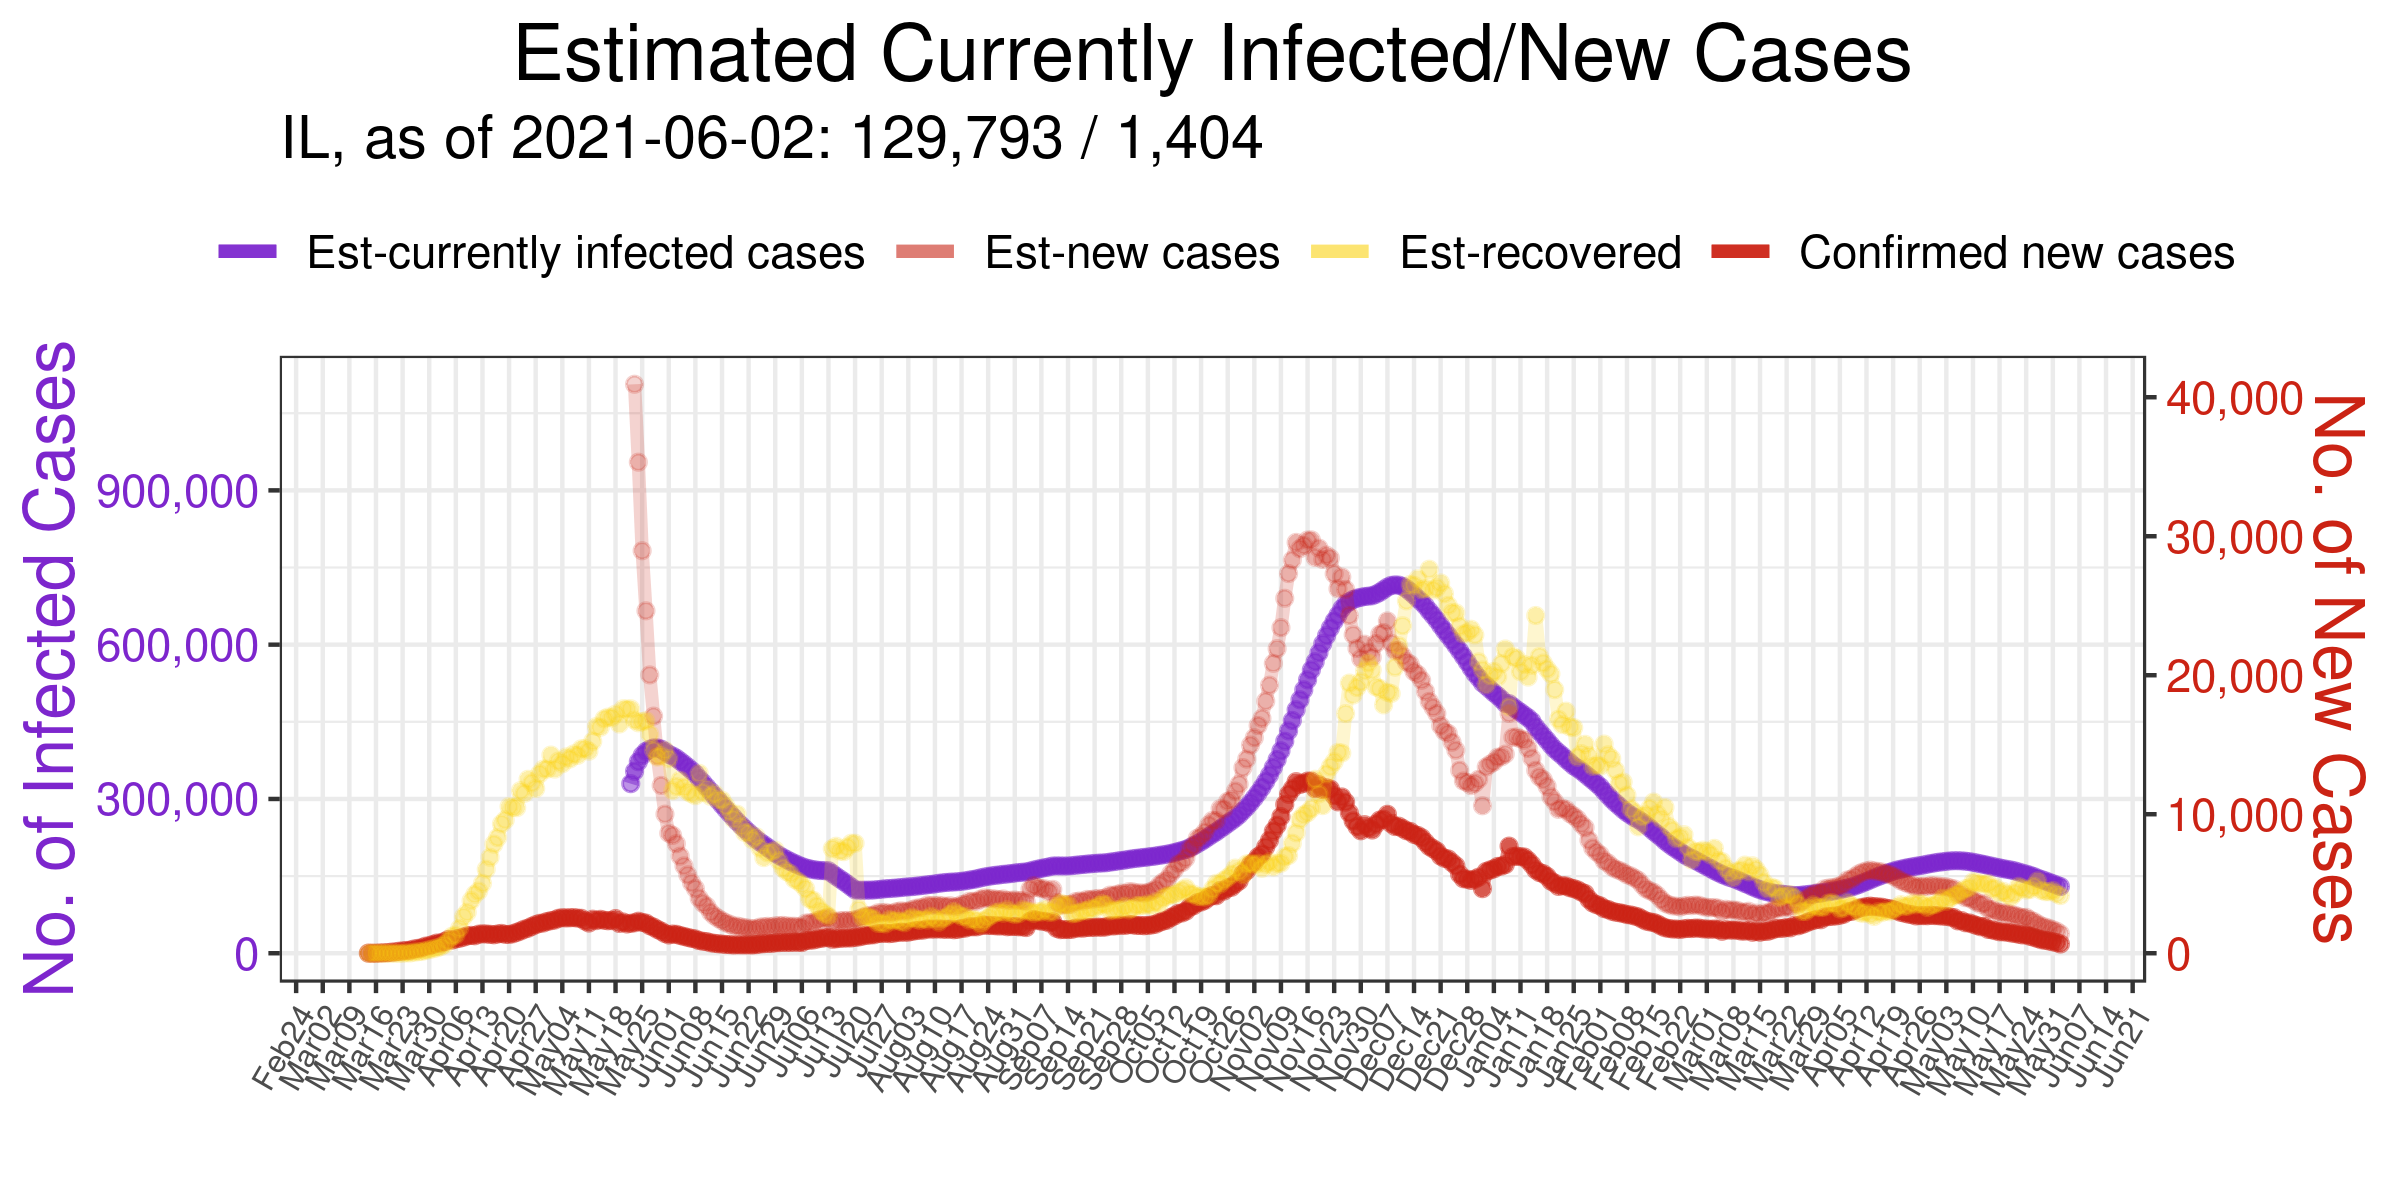 Estimated Currently Infected/New Cases
IL, as of 2021-06-02: 129,793 / 1,404
Est-currently infected cases
Est-new cases
Est-recovered
Confirmed new cases
No. of Infected Cases
900,000
600,000
300,000
0
40,000
30,000
20,000
10,000
0
No. of New Cases
Feb24
Mar02
Mar09
Mar16
Mar23
Mar30
Apr06
Apr13
Apr20
Apr27
May04
May11
May18
May25
Jun01
Jun08
Jun15
Jun22
Jun29
Jul06
Jul13
Jul20
Jul27
Aug03
Aug10
Aug17
Aug24
Aug31
Sep07
Sep14
Sep21
Sep28
Oct05
Oct12
Oct19
Oct26
Nov02
Nov09
Nov16
Nov23
Nov30
Dec07
Dec14
Dec21
Dec28
Jan04
Jan11
Jan18
Jan25
Feb01
Feb08
Feb15
Feb22
Mar01
Mar08
Mar15
Mar22
Mar29
Apr05
Apr12
Apr19
Apr26
May03
May10
May17
May24
May31
Jun07
Jun14
Jun21